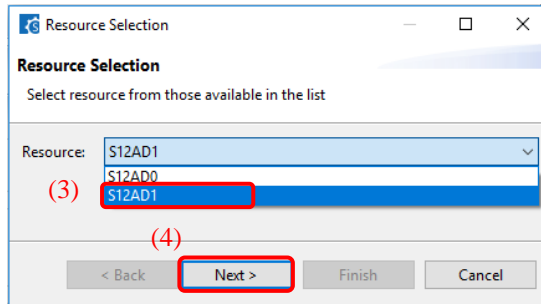 Resource Selection
Resource Selection
Select resource from those available in the list
Resource: S12AD1
S12AD0
(3) S12AD1
(4)
< Back Next > Finish Cancel